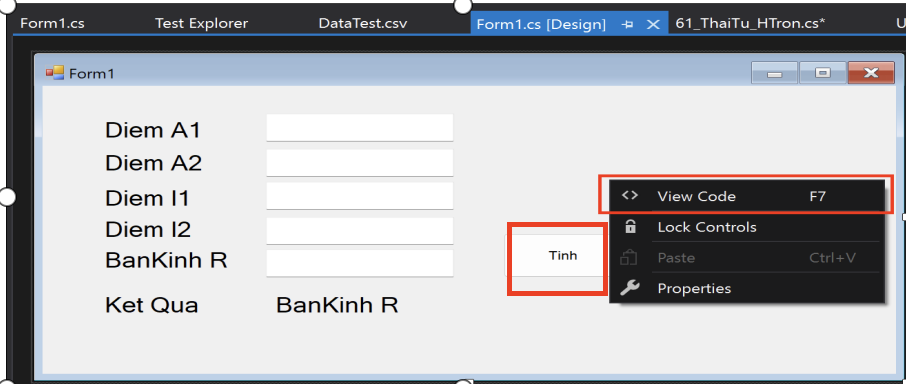 Form1.cs Test Explorer DataTest.csv Form1.cs [Design] 61_ThaiTu_HTron.cs* U
Form1
Diem A1
Diem A2
Diem I1
Diem I2
BanKinh R
Ket Qua BanKinh R
Tinh
View Code F7
Lock Controls
Paste Ctrl+V
Properties